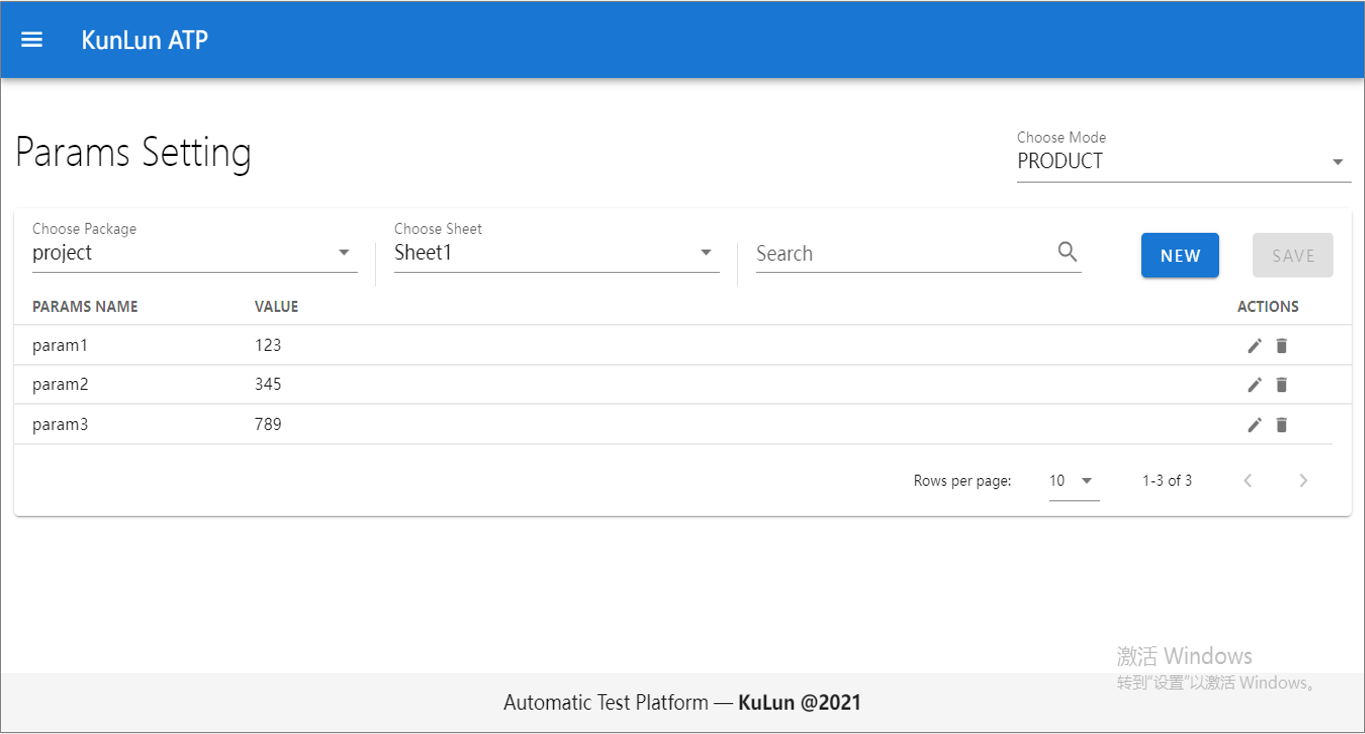 KunLun ATP
Params Setting
Choose Mode
PRODUCT
Choose Package
project
Choose Sheet
Sheet1
Search
NEW
SAVE
PARAMS NAME VALUE ACTIONS
param1 123
param2 345
param3 789
Rows per page: 10 1-3 of 3
激活 Windows
转到"设置"以激活 Windows。
Automatic Test Platform — KuLun @2021